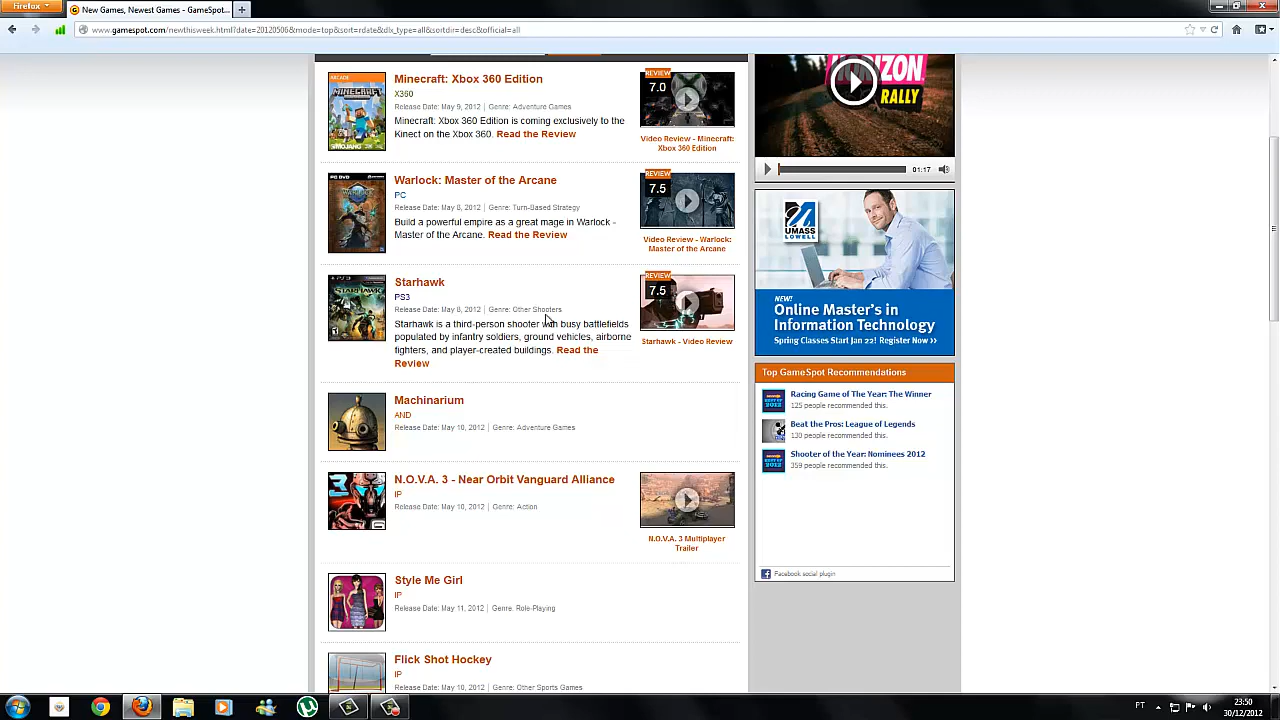 Firefox
New Games, Newest Games - GameSpot...
www.gamespot.com/newthisweek.html?date=20120506&mode=top&sort=rdate&dlx_type=all&sortdir=desc&official=all
ARCADE
MINECRAFT
MOJANG
Minecraft: Xbox 360 Edition
X360
Release Date: May 9, 2012 | Genre: Adventure Games
Minecraft: Xbox 360 Edition is coming exclusively to the
Kinect on the Xbox 360. Read the Review
REVIEW
7.0
Video Review - Minecraft:
Xbox 360 Edition
PC DVD
WARLOCK
Warlock: Master of the Arcane
PC
Release Date: May 8, 2012 | Genre: Turn-Based Strategy
Build a powerful empire as a great mage in Warlock -
Master of the Arcane. Read the Review
REVIEW
7.5
Video Review - Warlock:
Master of the Arcane
STARHAWK
Starhawk
PS3
Release Date: May 8, 2012 | Genre: Other Shooters
Starhawk is a third-person shooter with busy battlefields
populated by infantry soldiers, ground vehicles, airborne
fighters, and player-created buildings. Read the
Review
REVIEW
7.5
Starhawk - Video Review
Machinarium
AND
Release Date: May 10, 2012 | Genre: Adventure Games
3
N.O.V.A. 3 - Near Orbit Vanguard Alliance
IP
Release Date: May 10, 2012 | Genre: Action
N.O.V.A. 3 Multiplayer
Trailer
Style Me Girl
IP
Release Date: May 11, 2012 | Genre: Role-Playing
Flick Shot Hockey
IP
Release Date: May 10, 2012 | Genre: Other Sports Games
HORIZON
RALLY
01:17
UMASS
LOWELL
NEW!
Online Master's in
Information Technology
Spring Classes Start Jan 22! Register Now >>
Top GameSpot Recommendations
Racing Game of The Year: The Winner
125 people recommended this.
Beat the Pros: League of Legends
130 people recommended this.
Shooter of the Year: Nominees 2012
359 people recommended this.
Facebook social plugin
PT
23:50
30/12/2012